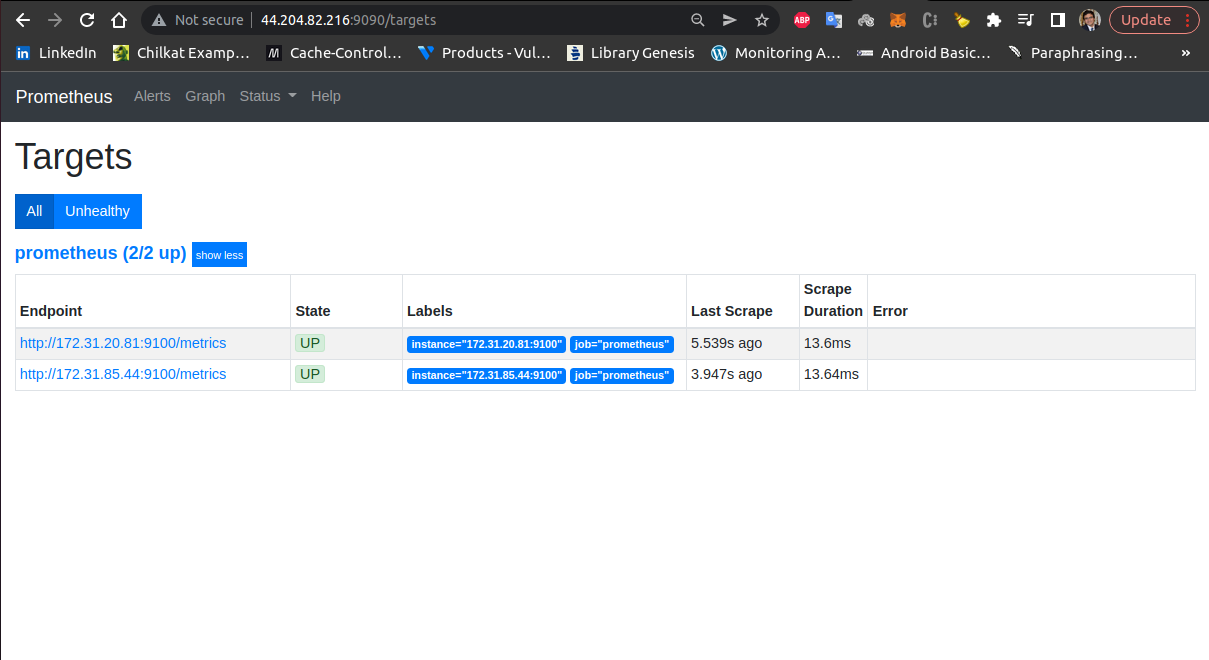 Not secure 44.204.82.216:9090/targets ABP Update
LinkedIn Chilkat Examp... Cache-Control... Products - Vul... Library Genesis Monitoring A... Android Basic... Paraphrasing... »
Prometheus Alerts Graph Status Help
Targets
All Unhealthy
prometheus (2/2 up) show less
Endpoint State Labels Last Scrape Scrape Duration Error
http://172.31.20.81:9100/metrics UP instance="172.31.20.81:9100" job="prometheus" 5.539s ago 13.6ms
http://172.31.85.44:9100/metrics UP instance="172.31.85.44:9100" job="prometheus" 3.947s ago 13.64ms